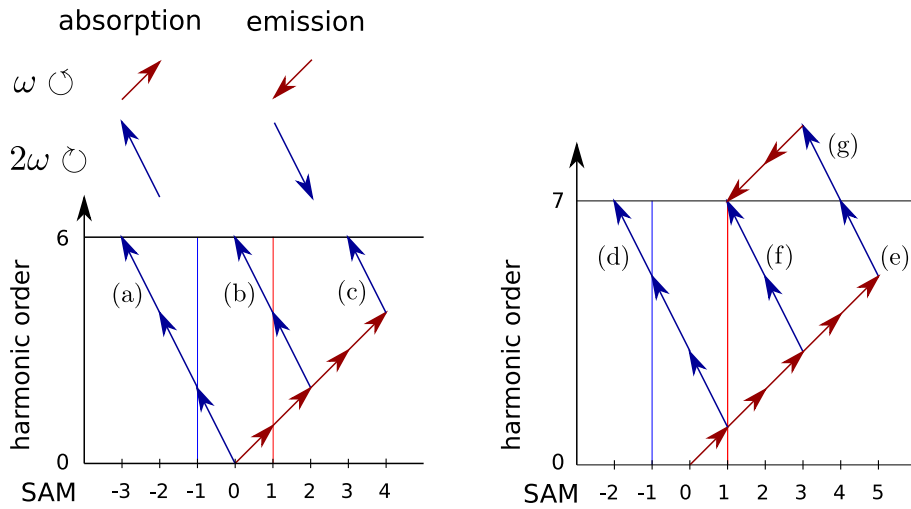 absorption emission
ω ↺
2ω ↻
6
7
(a) (b) (c)
(d) (f) (e) (g)
harmonic order
harmonic order
0
0
SAM -3 -2 -1 0 1 2 3 4
SAM -2 -1 0 1 2 3 4 5